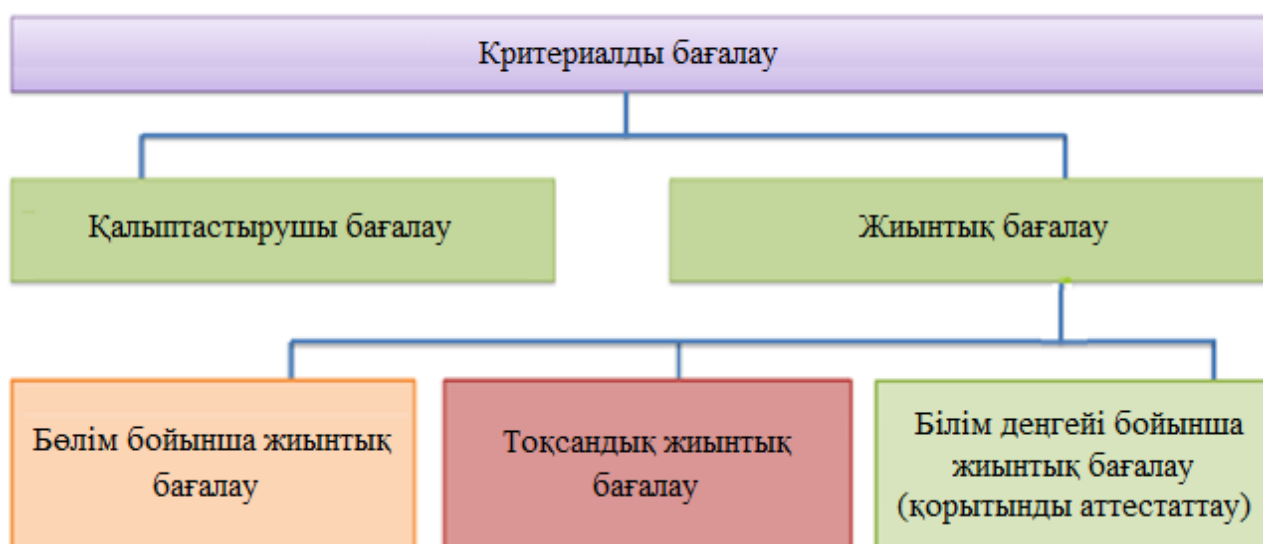 Критериалды бағалау
Қалыптастырушы бағалау
Жиынтық бағалау
Бөлім бойынша жиынтық
бағалау
Тоқсандық жиынтық
бағалау
Білім деңгейі бойынша
жиынтық бағалау
(қорытынды аттестаттау)